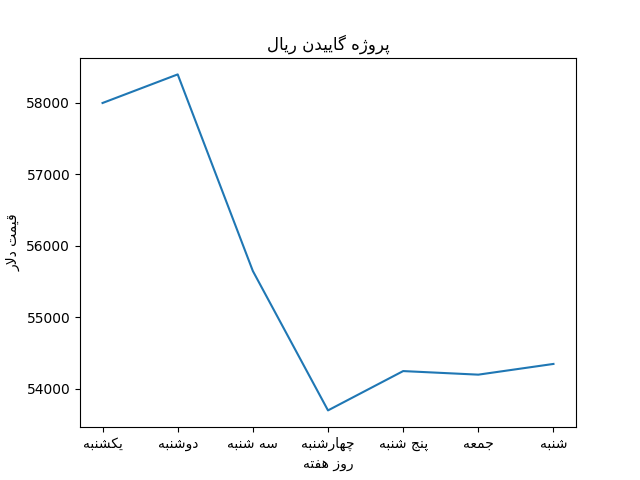 پروژه گاییدن ریال
قیمت دلار
58000
57000
56000
55000
54000
یکشنبه دوشنبه سه شنبه چهارشنبه پنج شنبه جمعه شنبه
روز هفته